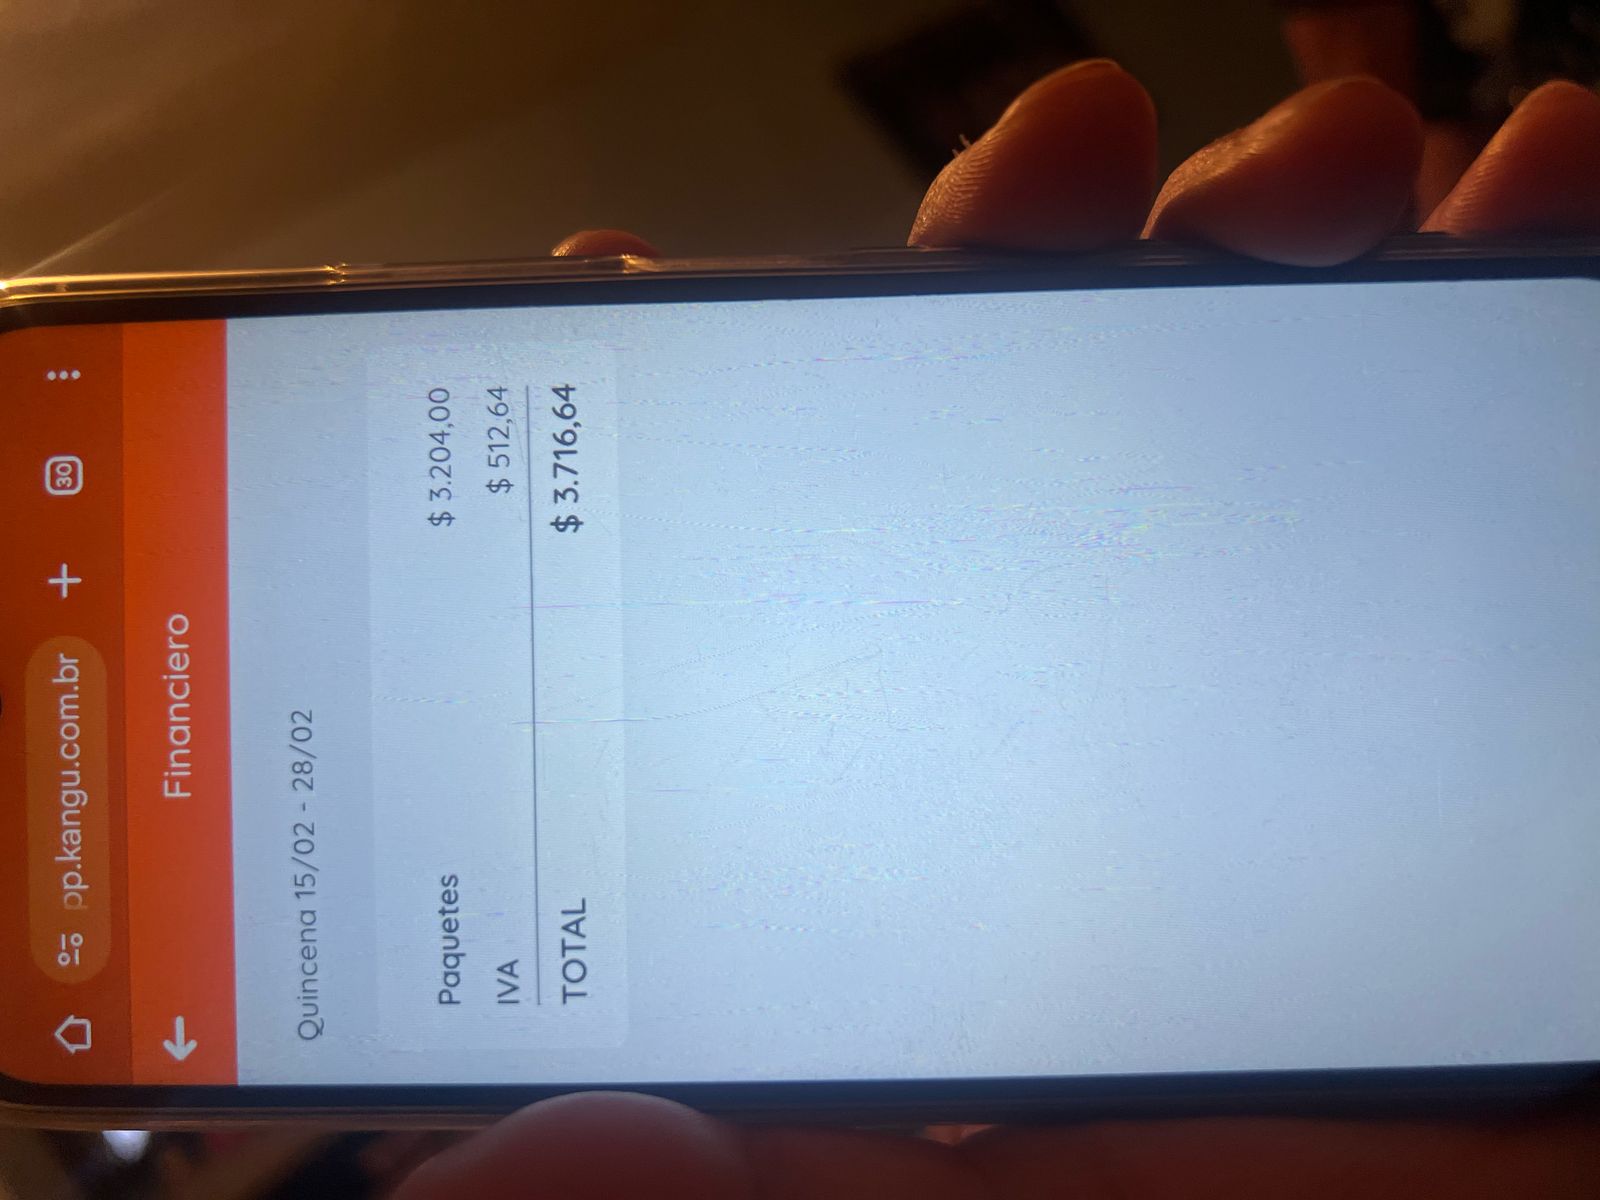 pp.kangu.com.br
30
Financiero
Quincena 15/02 - 28/02
Paquetes $ 3.204,00
IVA $ 512,64
TOTAL $ 3.716,64